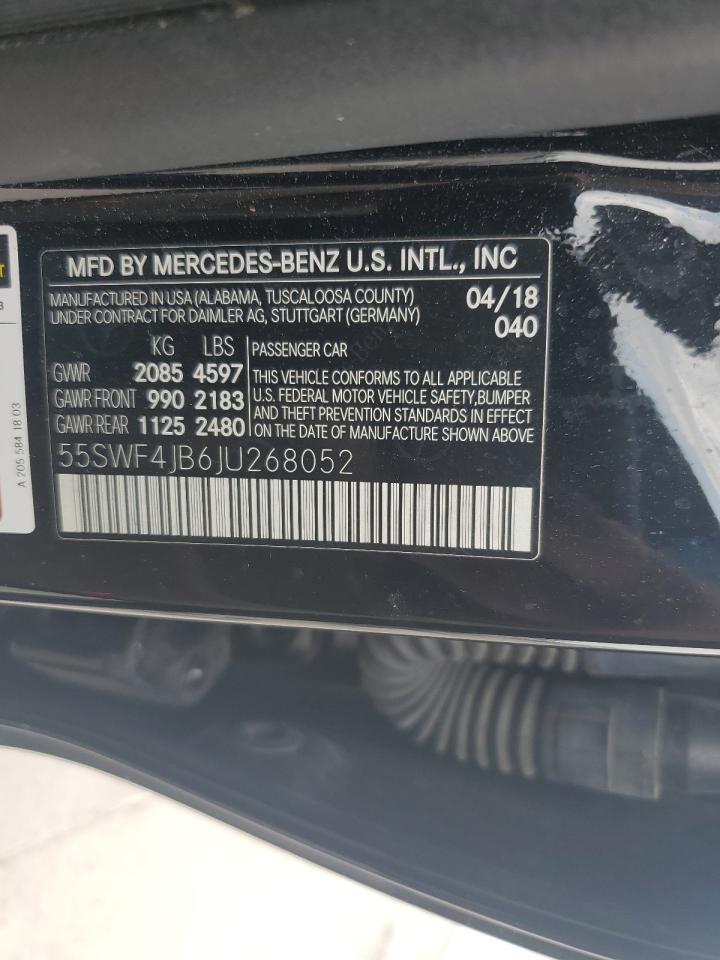 MFD BY MERCEDES-BENZ U.S. INTL., INC
MANUFACTURED IN USA (ALABAMA, TUSCALOOSA COUNTY)
UNDER CONTRACT FOR DAIMLER AG, STUTTGART (GERMANY)
04/18
040
KG LBS
GVWR 2085 4597
GAWR FRONT 990 2183
GAWR REAR 1125 2480
PASSENGER CAR
THIS VEHICLE CONFORMS TO ALL APPLICABLE
U.S. FEDERAL MOTOR VEHICLE SAFETY,BUMPER
AND THEFT PREVENTION STANDARDS IN EFFECT
ON THE DATE OF MANUFACTURE SHOWN ABOVE
55SWF4JB6JU268052
A 205 584 18 03